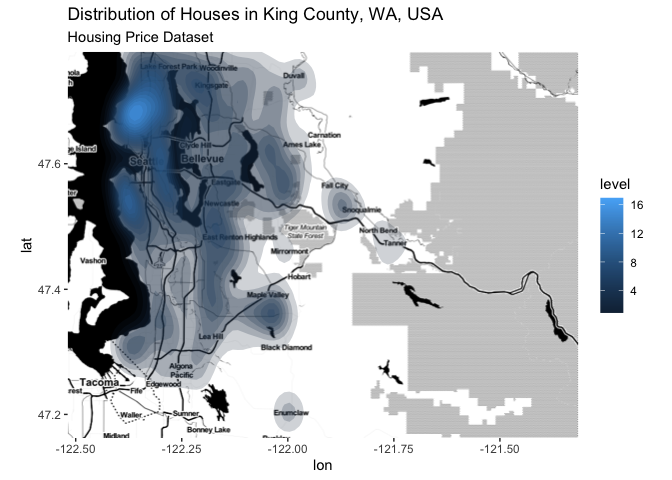 Distribution of Houses in King County, WA, USA
Housing Price Dataset
Lake Forest Park
Woodinville
Duvall
Kingsgate
Carnation
Clyde Hill
Ames Lake
Bellevue
Eastgate
Fall City
Newcastle
Snoqualmie
Tiger Mountain
State Forest
North Bend
Tanner
East Renton Highlands
Mirrormont
Vashon
Hobart
Maple Valley
Lea Hill
Black Diamond
Algona
Pacific
Tacoma
Edgewood
Fife
Waller
Sumner
Enumclaw
Bonney Lake
Midland
47.6
47.4
47.2
lat
-122.50
-122.25
-122.00
-121.75
-121.50
lon
level
16
12
8
4